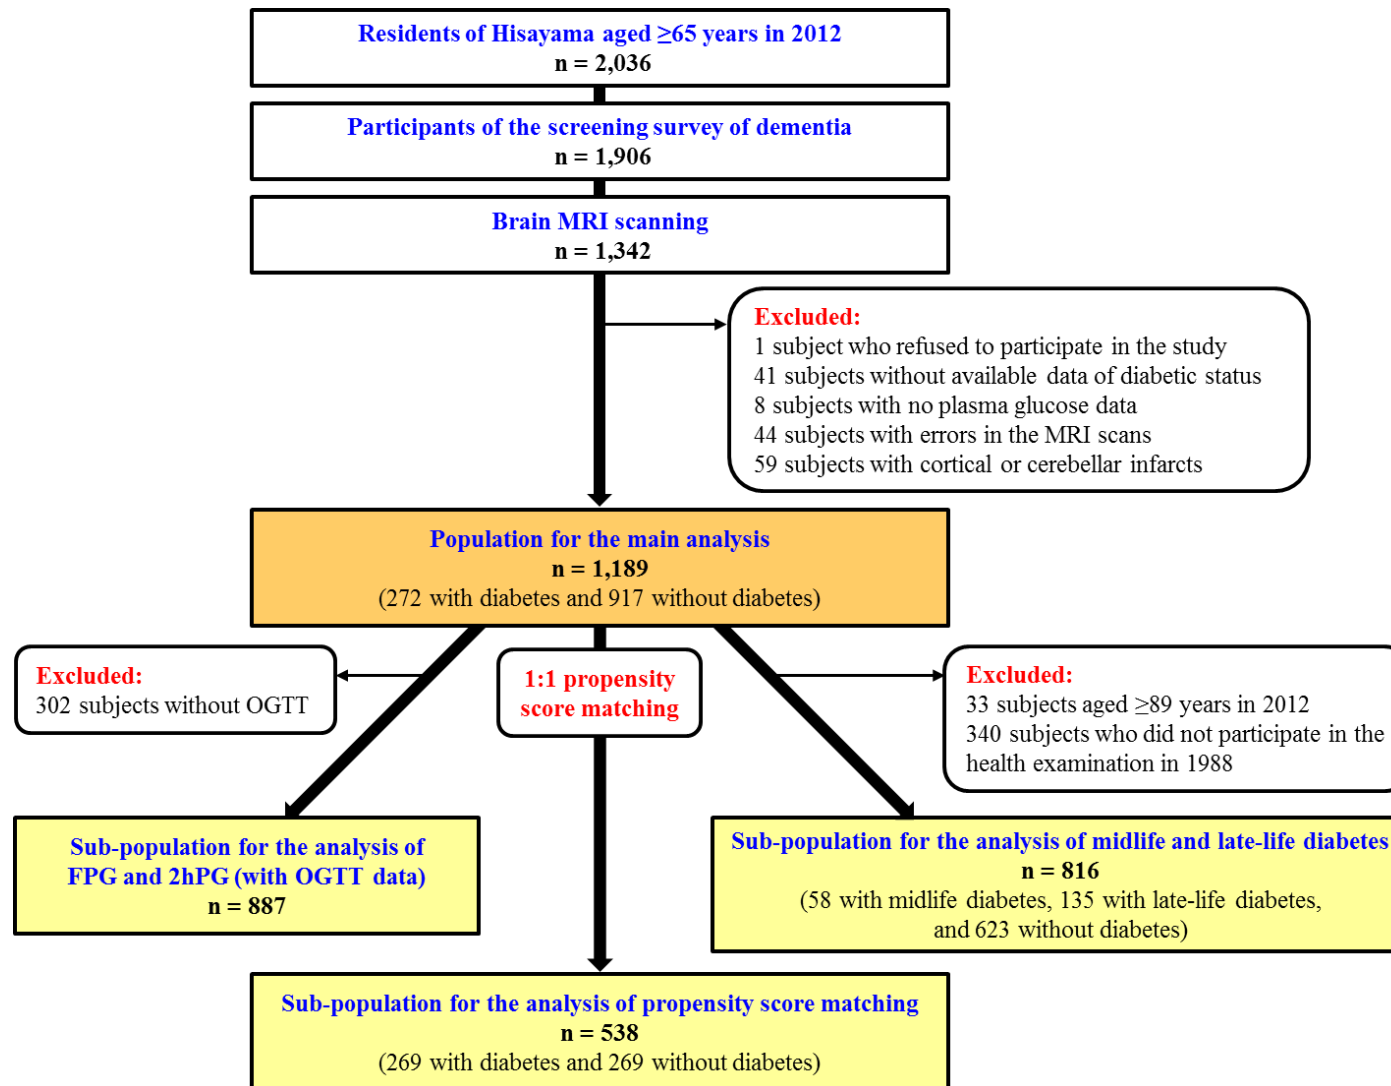 Residents of Hisayama aged ≥65 years in 2012
n = 2,036
Participants of the screening survey of dementia
n = 1,906
Brain MRI scanning
n = 1,342
Excluded:
1 subject who refused to participate in the study
41 subjects without available data of diabetic status
8 subjects with no plasma glucose data
44 subjects with errors in the MRI scans
59 subjects with cortical or cerebellar infarcts
Population for the main analysis
n = 1,189
(272 with diabetes and 917 without diabetes)
Excluded:
302 subjects without OGTT
1:1 propensity
score matching
Excluded:
33 subjects aged ≥89 years in 2012
340 subjects who did not participate in the
health examination in 1988
Sub-population for the analysis of
FPG and 2hPG (with OGTT data)
n = 887
Sub-population for the analysis of midlife and late-life diabetes
n = 816
(58 with midlife diabetes, 135 with late-life diabetes,
and 623 without diabetes)
Sub-population for the analysis of propensity score matching
n = 538
(269 with diabetes and 269 without diabetes)